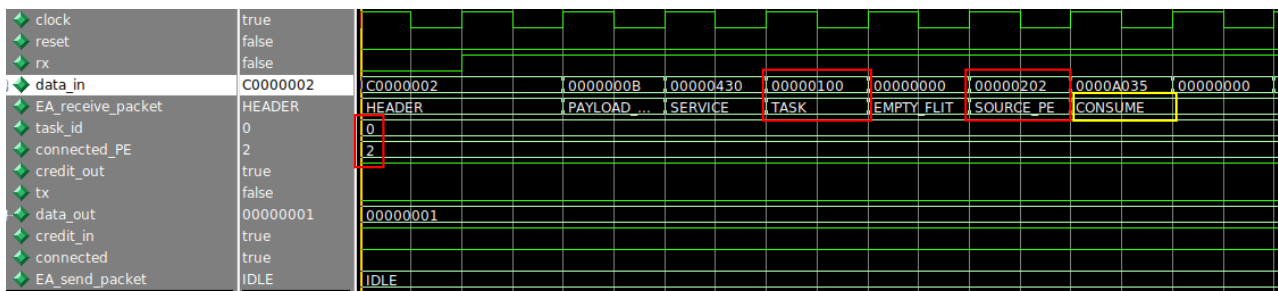 clock true
reset false
rx false
data_in C0000002 C0000002 0000000B 00000430 00000100 00000000 00000202 0000A035 00000000
EA_receive_packet HEADER HEADER PAYLOAD_... SERVICE TASK EMPTY_FLIT SOURCE_PE CONSUME
task_id 0 0
connected_PE 2 2
credit_out true
tx false
data_out 00000001 00000001
credit_in true
connected true
EA_send_packet IDLE IDLE